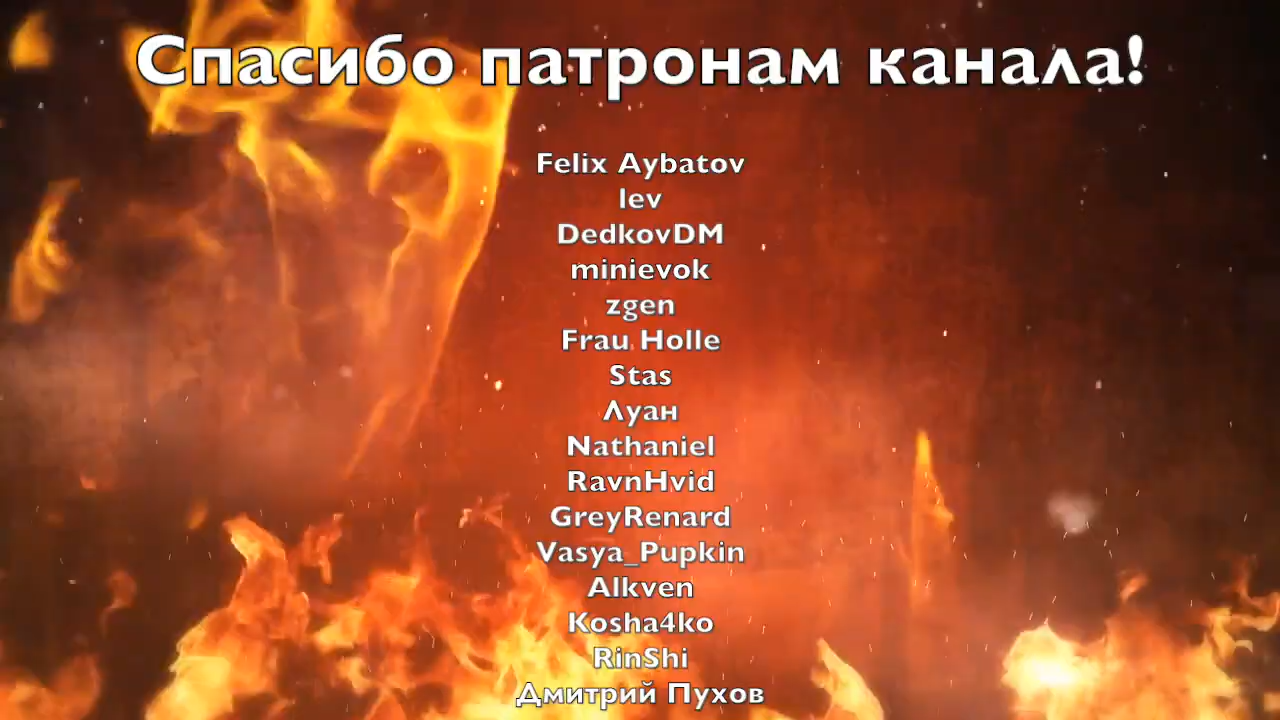 Спасибо патронам канала!
Felix Aybatov
lev
DedkovDM
minievok
zgen
Frau Holle
Stas
Луан
Nathaniel
RavnHvid
GreyRenard
Vasya_Pupkin
Alkven
Kosha4ko
RinShi
Дмитрий Пухов